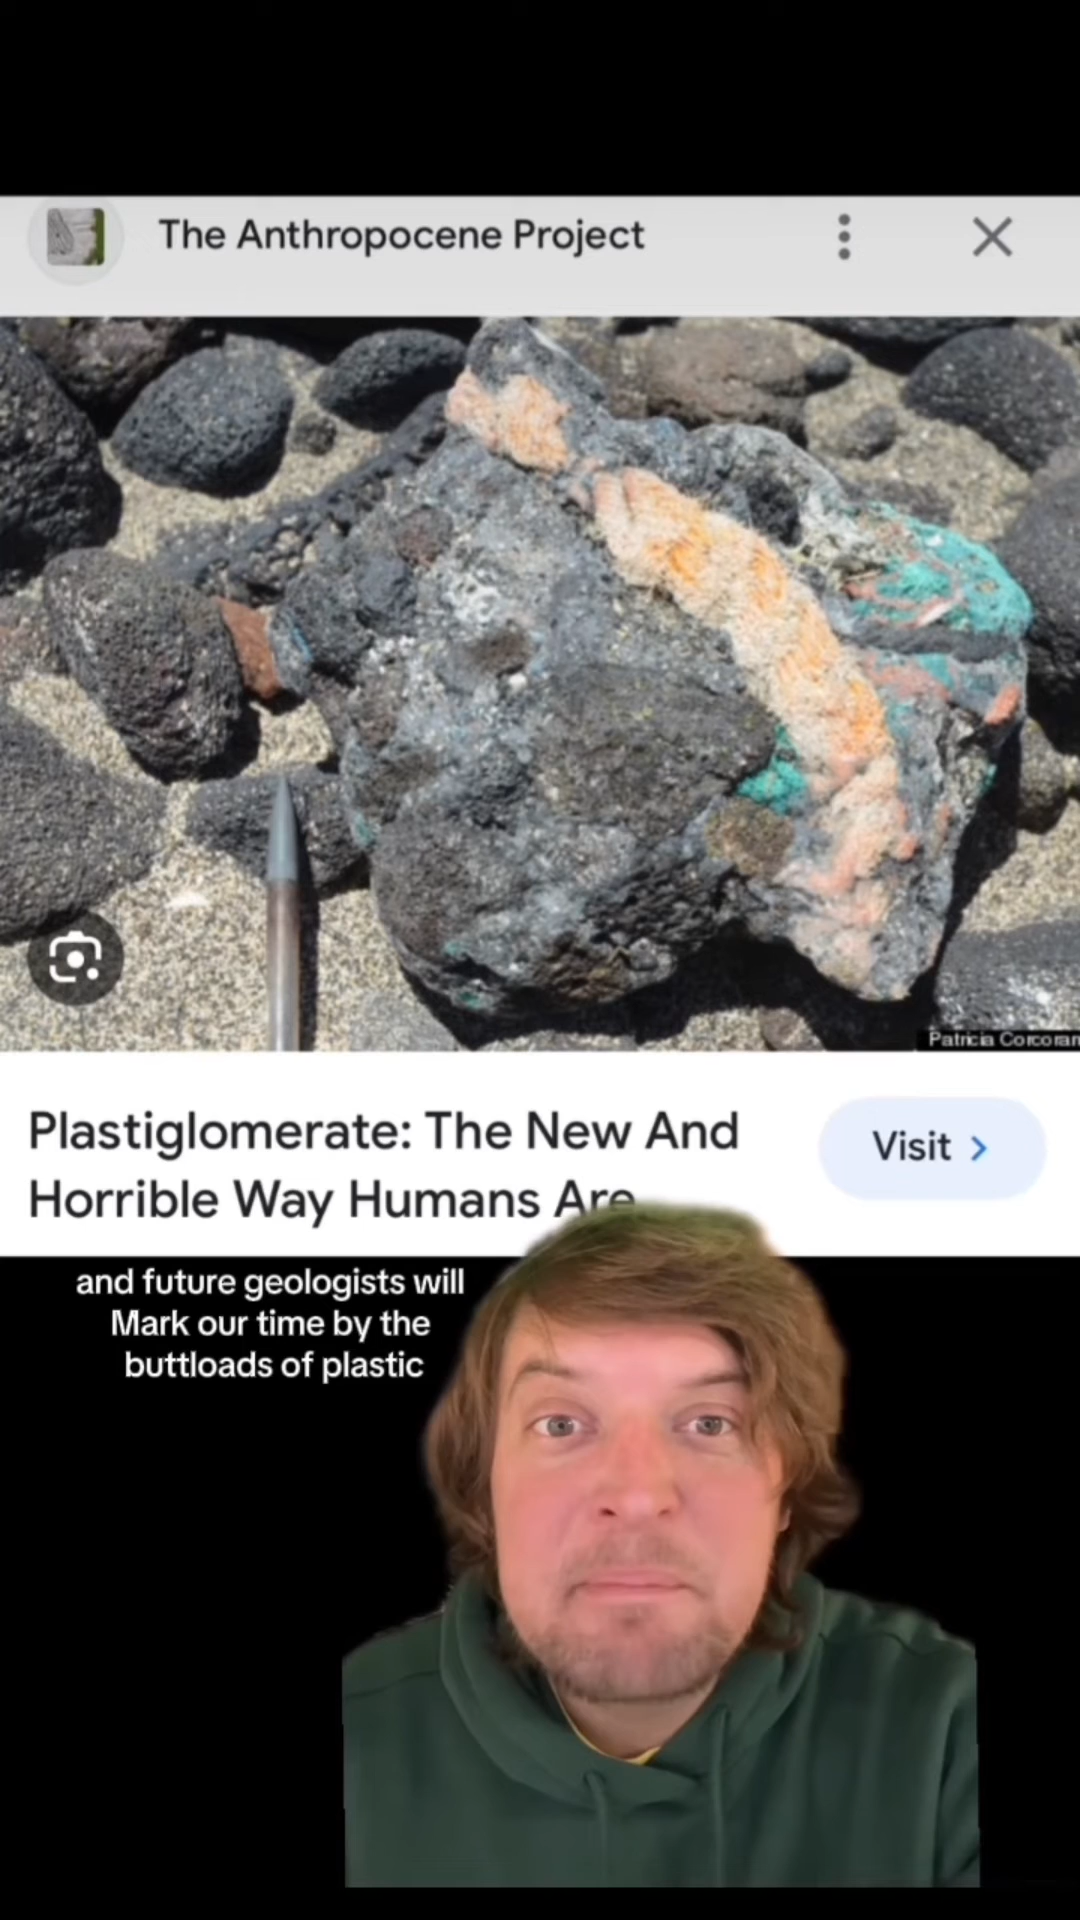 The Anthropocene Project
Patricia Corcoran
Plastiglomerate: The New And
Horrible Way Humans Are
Visit
and future geologists will
Mark our time by the
buttloads of plastic